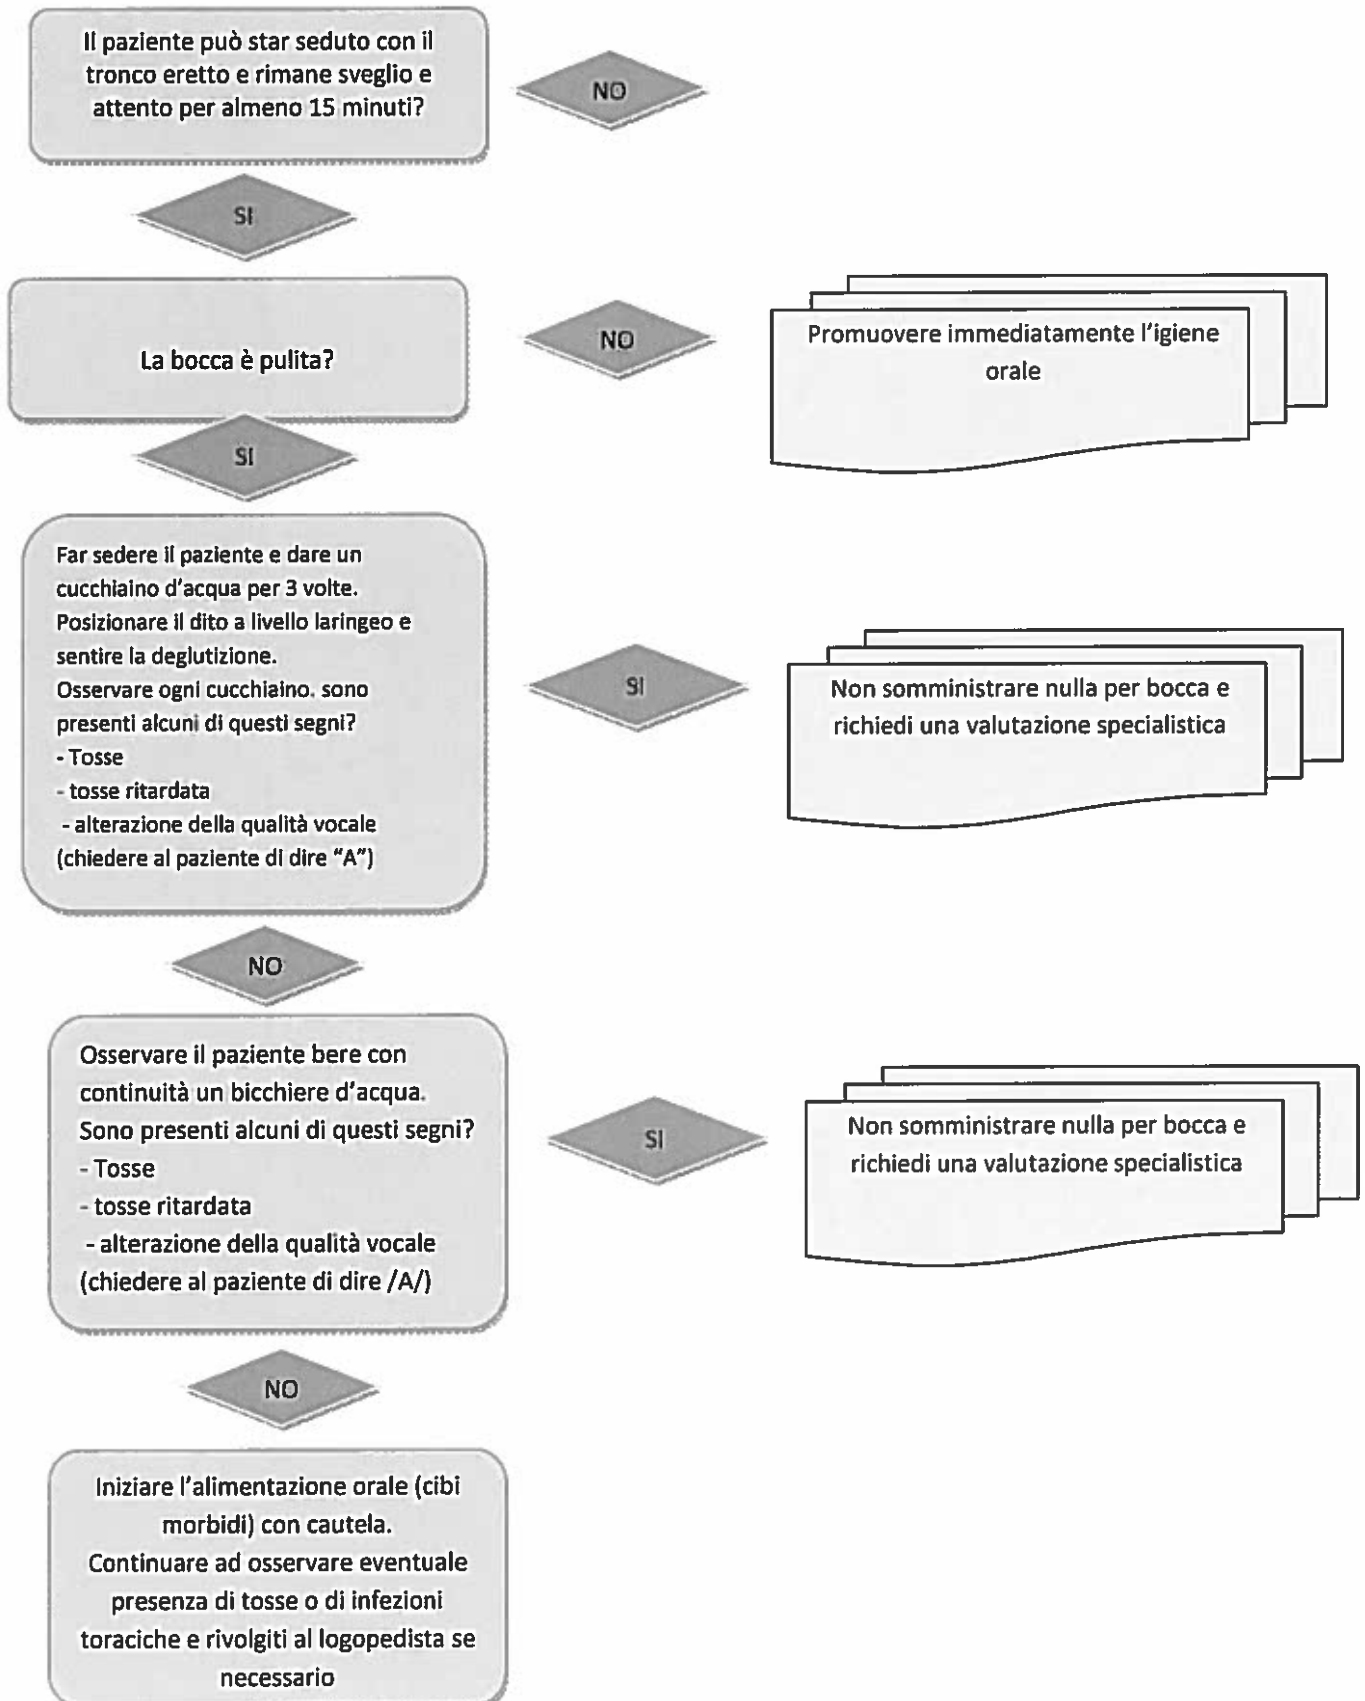 Il paziente può star seduto con il
tronco eretto e rimane sveglio e
attento per almeno 15 minuti?
NO
SI
La bocca è pulita?
NO
Promuovere immediatamente l'igiene
orale
SI
Far sedere il paziente e dare un
cucchiaino d'acqua per 3 volte.
Posizionare il dito a livello laringeo e
sentire la deglutizione.
Osservare ogni cucchiaino. sono
presenti alcuni di questi segni?
- Tosse
- tosse ritardata
- alterazione della qualità vocale
(chiedere al paziente di dire "A")
SI
Non somministrare nulla per bocca e
richiedi una valutazione specialistica
NO
Osservare il paziente bere con
continuità un bicchiere d'acqua.
Sono presenti alcuni di questi segni?
- Tosse
- tosse ritardata
- alterazione della qualità vocale
(chiedere al paziente di dire /A/)
SI
Non somministrare nulla per bocca e
richiedi una valutazione specialistica
NO
Iniziare l'alimentazione orale (cibi
morbidi) con cautela.
Continuare ad osservare eventuale
presenza di tosse o di infezioni
toraciche e rivolgiti al logopedista se
necessario